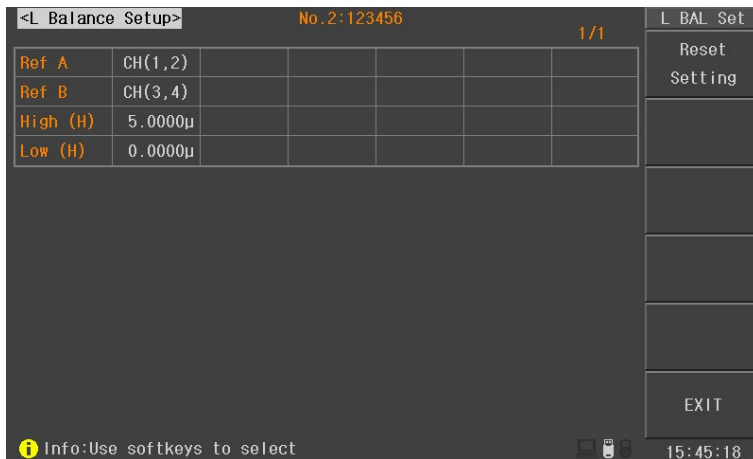 <L Balance Setup>
No.2:123456
1/1
L BAL Set
Reset
Setting
Ref A CH(1,2)
Ref B CH(3,4)
High (H) 5.0000μ
Low (H) 0.0000μ
EXIT
i Info:Use softkeys to select
15:45:18